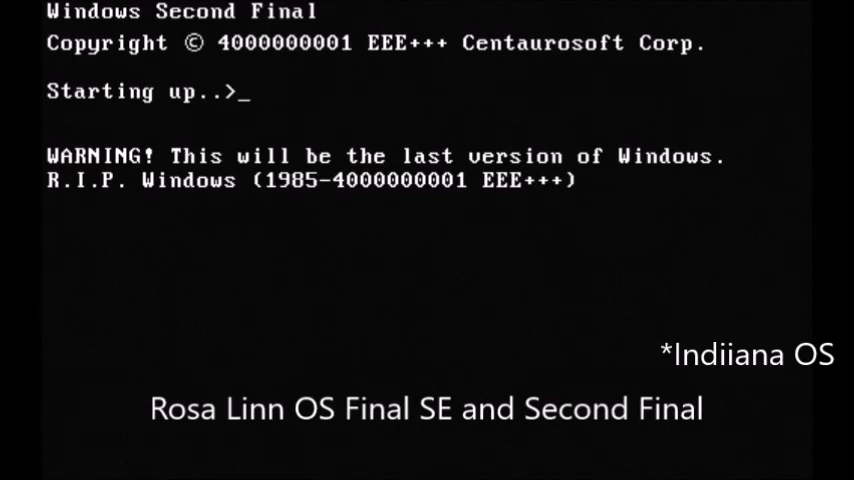 Windows Second Final
Copyright © 4000000001 EEE+++ Centaurosoft Corp.
Starting up..>_
WARNING! This will be the last version of Windows.
R.I.P. Windows (1985-4000000001 EEE+++)
*Indiiana OS
Rosa Linn OS Final SE and Second Final